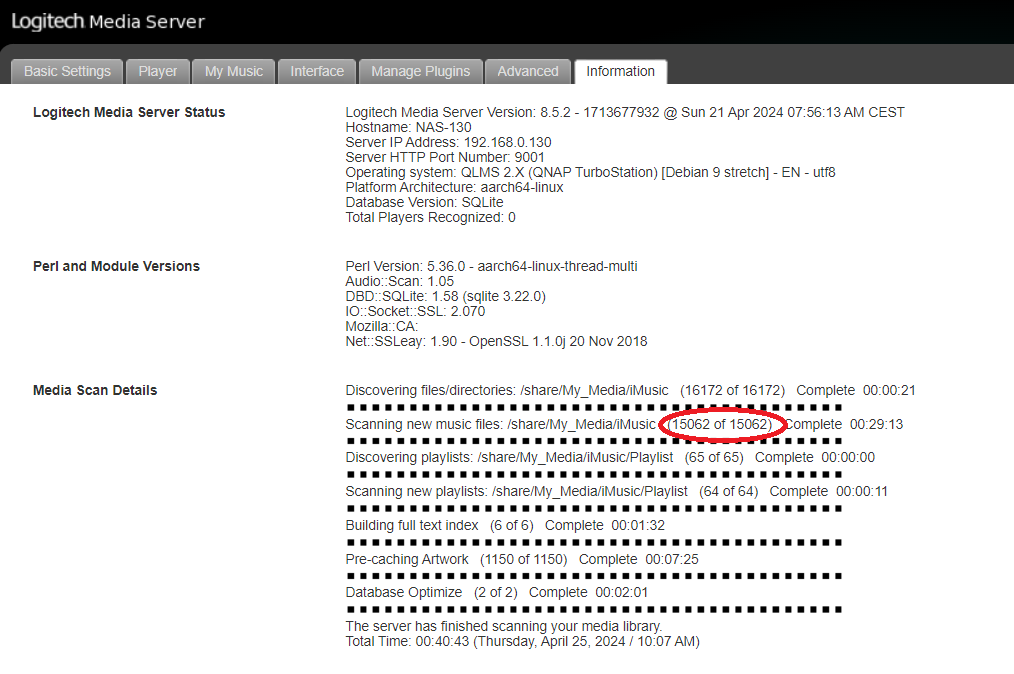 Logitech Media Server
Basic Settings
Player
My Music
Interface
Manage Plugins
Advanced
Information
Logitech Media Server Status
Logitech Media Server Version: 8.5.2 - 1713677932 @ Sun 21 Apr 2024 07:56:13 AM CEST
Hostname: NAS-130
Server IP Address: 192.168.0.130
Server HTTP Port Number: 9001
Operating system: QLMS 2.X (QNAP TurboStation) [Debian 9 stretch] - EN - utf8
Platform Architecture: aarch64-linux
Database Version: SQLite
Total Players Recognized: 0
Perl and Module Versions
Perl Version: 5.36.0 - aarch64-linux-thread-multi
Audio::Scan: 1.05
DBD::SQLite: 1.58 (sqlite 3.22.0)
IO::Socket::SSL: 2.070
Mozilla::CA:
Net::SSLeay: 1.90 - OpenSSL 1.1.0j 20 Nov 2018
Media Scan Details
Discovering files/directories: /share/My_Media/iMusic (16172 of 16172) Complete 00:00:21
Scanning new music files: /share/My_Media/iMusic (15062 of 15062) Complete 00:29:13
Discovering playlists: /share/My_Media/iMusic/Playlist (65 of 65) Complete 00:00:00
Scanning new playlists: /share/My_Media/iMusic/Playlist (64 of 64) Complete 00:00:11
Building full text index (6 of 6) Complete 00:01:32
Pre-caching Artwork (1150 of 1150) Complete 00:07:25
Database Optimize (2 of 2) Complete 00:02:01
The server has finished scanning your media library.
Total Time: 00:40:43 (Thursday, April 25, 2024 / 10:07 AM)